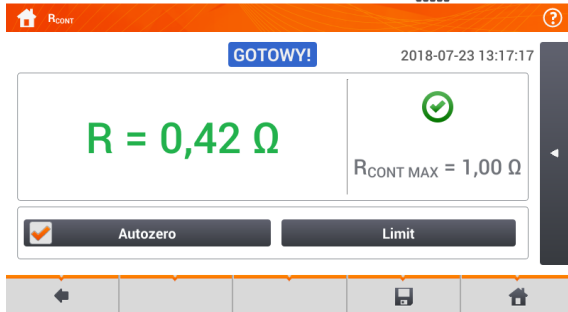 RCONT
GOTOWY!
2018-07-23 13:17:17
R = 0,42 Ω
RCONT MAX = 1,00 Ω
Autozero
Limit